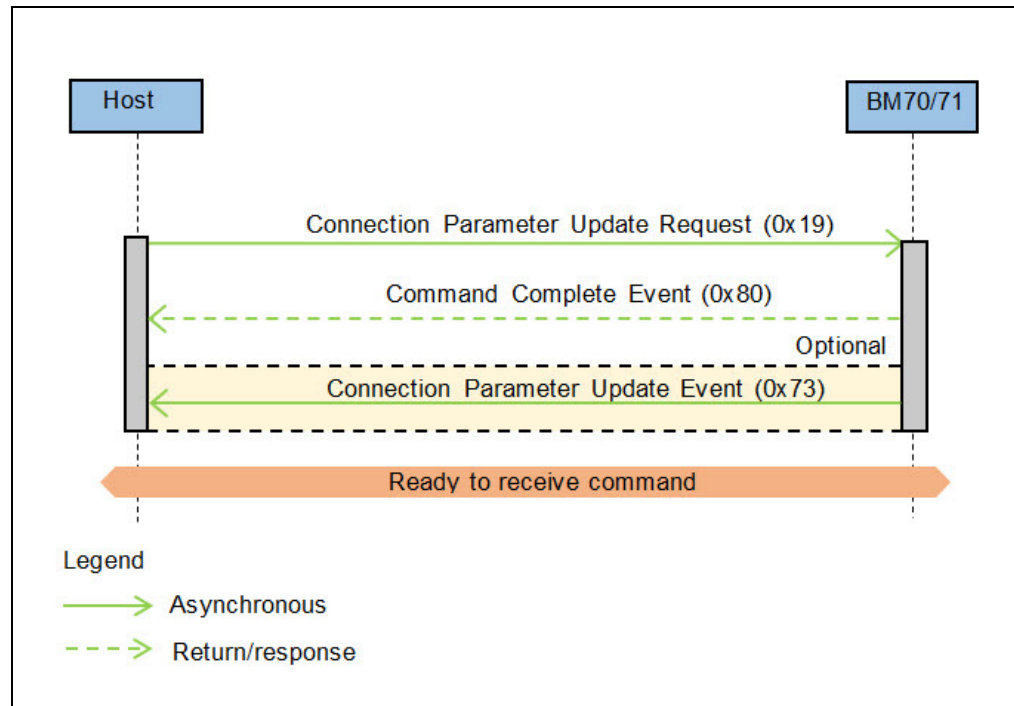 Host
BM70/71
Connection Parameter Update Request (0x19)
Command Complete Event (0x80)
Optional
Connection Parameter Update Event (0x73)
Ready to receive command
Legend
Asynchronous
Return/response